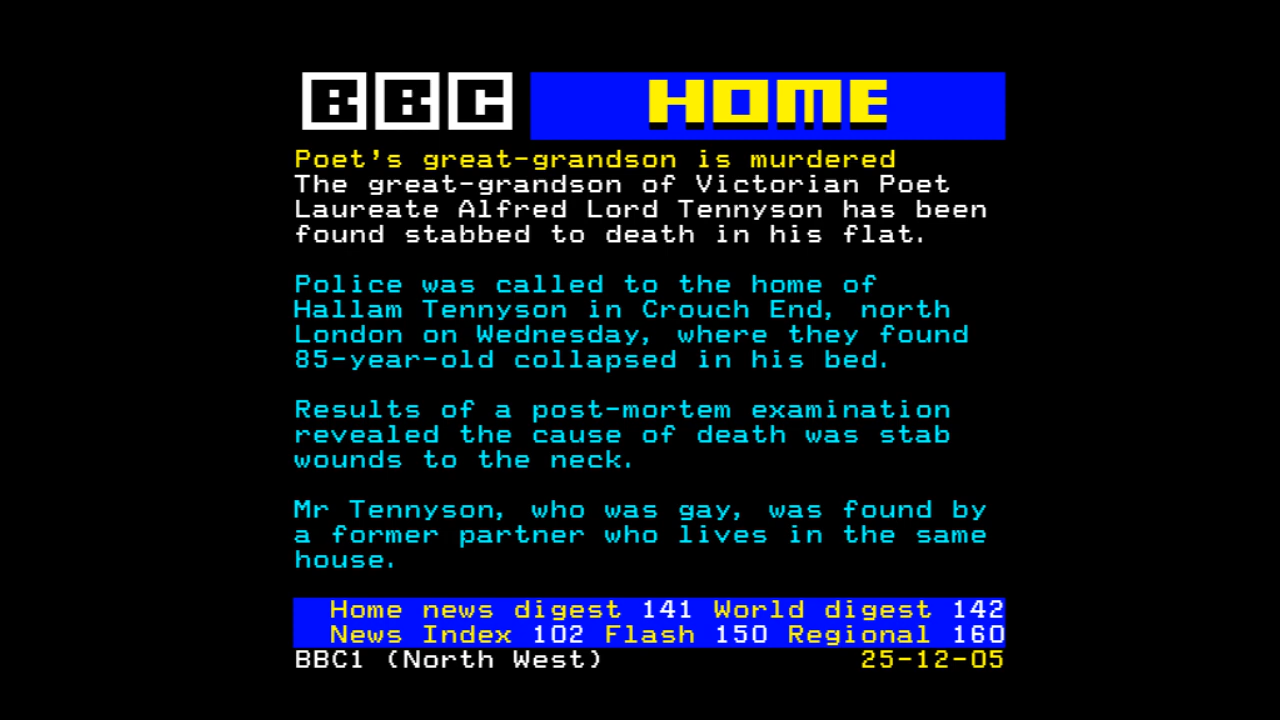 BBC HOME
Poet's great-grandson is murdered
The great-grandson of Victorian Poet
Laureate Alfred Lord Tennyson has been
found stabbed to death in his flat.
Police was called to the home of
Hallam Tennyson in Crouch End, north
London on Wednesday, where they found
85-year-old collapsed in his bed.
Results of a post-mortem examination
revealed the cause of death was stab
wounds to the neck.
Mr Tennyson, who was gay, was found by
a former partner who lives in the same
house.
Home news digest 141 World digest 142
News Index 102 Flash 150 Regional 160
BBC1 (North West) 25-12-05